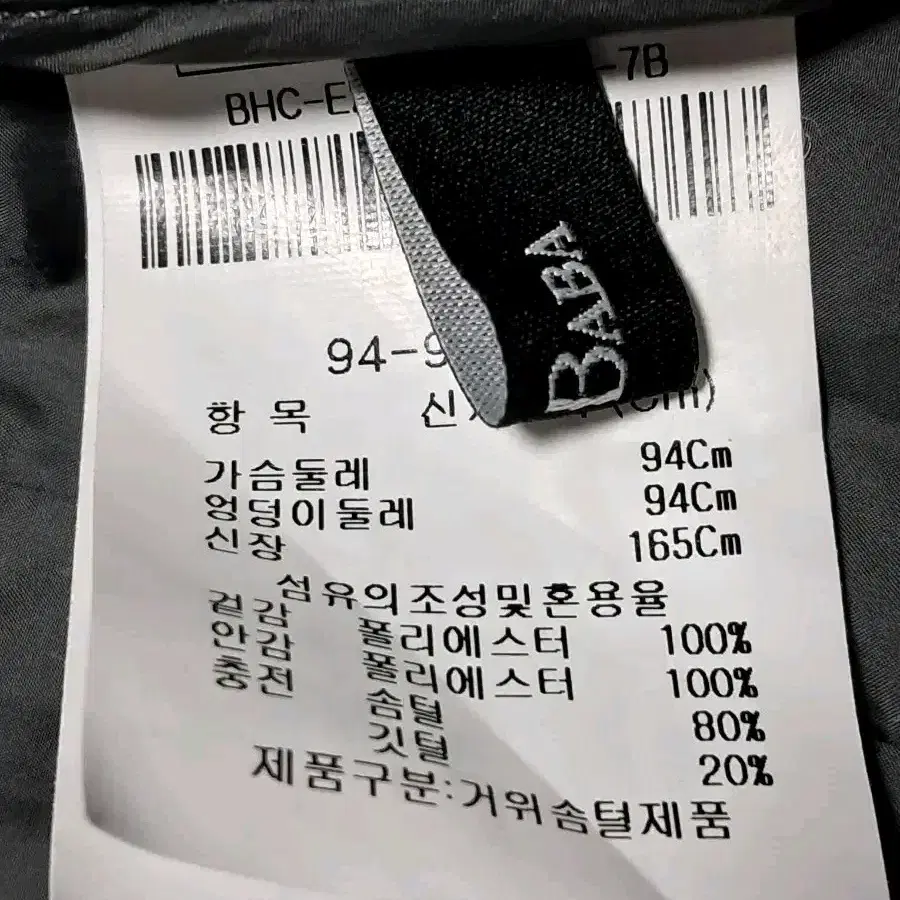 BHC-E -7B
BABA
94-9
항 목 신 (Cm)
가슴둘레 94Cm
엉덩이둘레 94Cm
신장 165Cm
섬유의조성및혼용율
겉감 폴리에스터 100%
안감 폴리에스터 100%
충전 솜털 80%
깃털 20%
제품구분:거위솜털제품